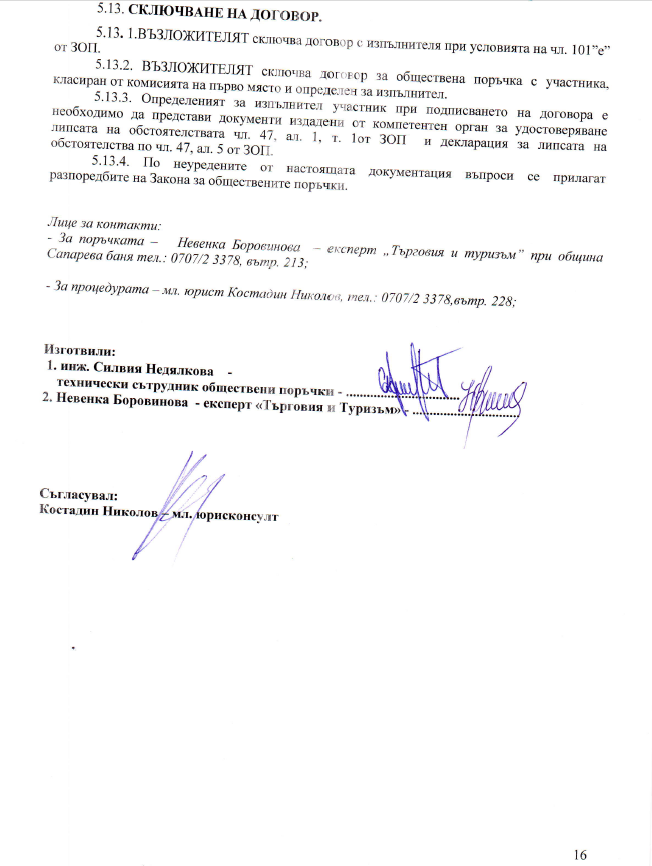 5.13. СКЛЮЧВАНЕ НА ДОГОВОР.
5.13. 1.ВЪЗЛОЖИТЕЛЯТ сключва договор с изпълнителя при условията на чл. 101”е”
от ЗОП.
5.13.2. ВЪЗЛОЖИТЕЛЯТ сключва договор за обществена поръчка с участника,
класиран от комисията на първо място и определен за изпълнител.
5.13.3. Определеният за изпълнител участник при подписването на договора е
необходимо да представи документи издадени от компетентен орган за удостоверяване
липсата на обстоятелствата чл. 47, ал. 1, т. 1от ЗОП и декларация за липсата на
обстоятелства по чл. 47, ал. 5 от ЗОП.
5.13.4. По неуредените от настоящата документация въпроси се прилагат
разпоредбите на Закона за обществените поръчки.
Лице за контакти:
- За поръчката – Невенка Боровинова – експерт „Търговия и туризъм” при община
Сапарева баня тел.: 0707/2 3378, вътр. 213;
- За процедурата – мл. юрист Костадин Николов, тел.: 0707/2 3378,вътр. 228;
Изготвили:
1. инж. Силвия Недялкова -
технически сътрудник обществени поръчки - ..........................
2. Невенка Боровинова - експерт «Търговия и Туризъм» - ..........................
Съгласувал:
Костадин Николов – мл. юрисконсулт
16